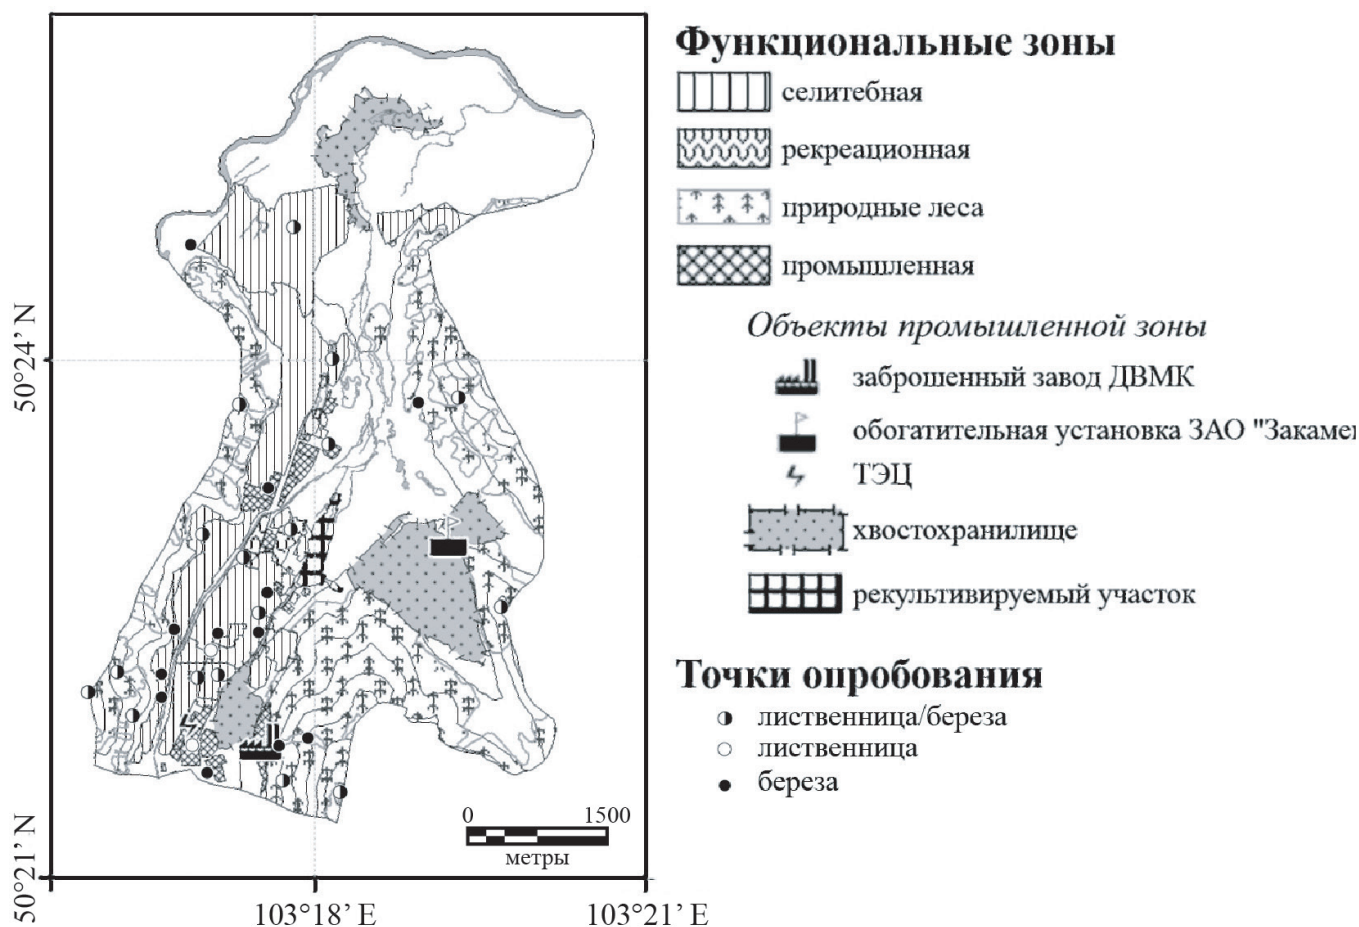 Функциональные зоны
селитебная
рекреационная
природные леса
промышленная
Объекты промышленной зоны
заброшенный завод ДВМК
обогатительная установка ЗАО "Закаме
ТЭЦ
хвостохранилище
рекультивируемый участок
Точки опробования
лиственница/береза
лиственница
береза
50°24’ N
50°21’ N
0 1500
метры
103°18’ E 103°21’ E